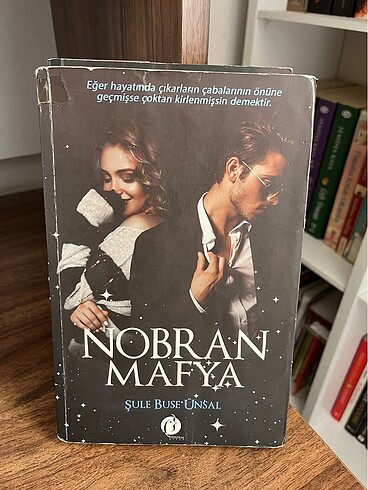 Eğer hayatında çıkarların çabalarının önüne
geçmişse çoktan kirlenmişsin demektir.
NOBRAN
MAFYA
ŞULE BUSE ÜNSAL